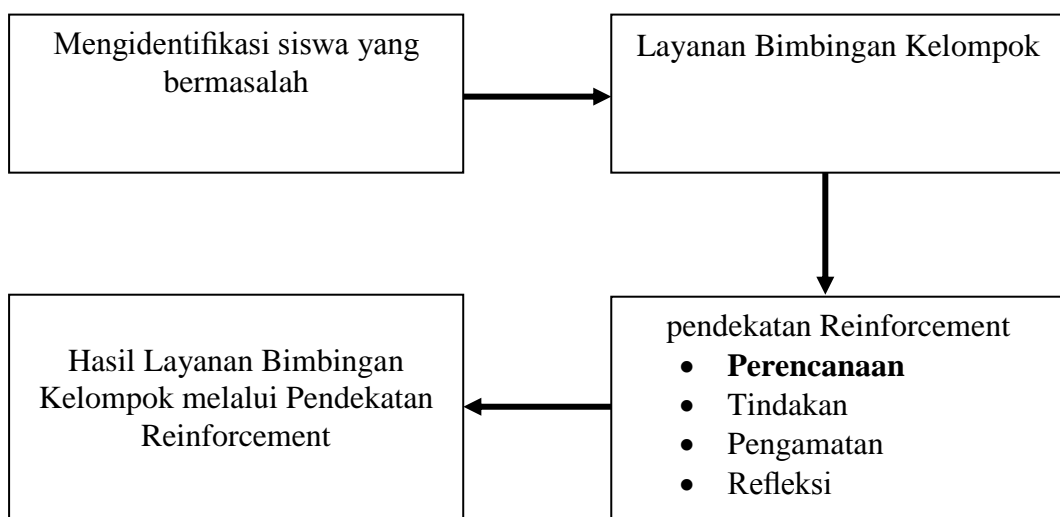 Mengidentifikasi siswa yang
bermasalah
Layanan Bimbingan Kelompok
pendekatan Reinforcement
• Perencanaan
• Tindakan
• Pengamatan
• Refleksi
Hasil Layanan Bimbingan
Kelompok melalui Pendekatan
Reinforcement